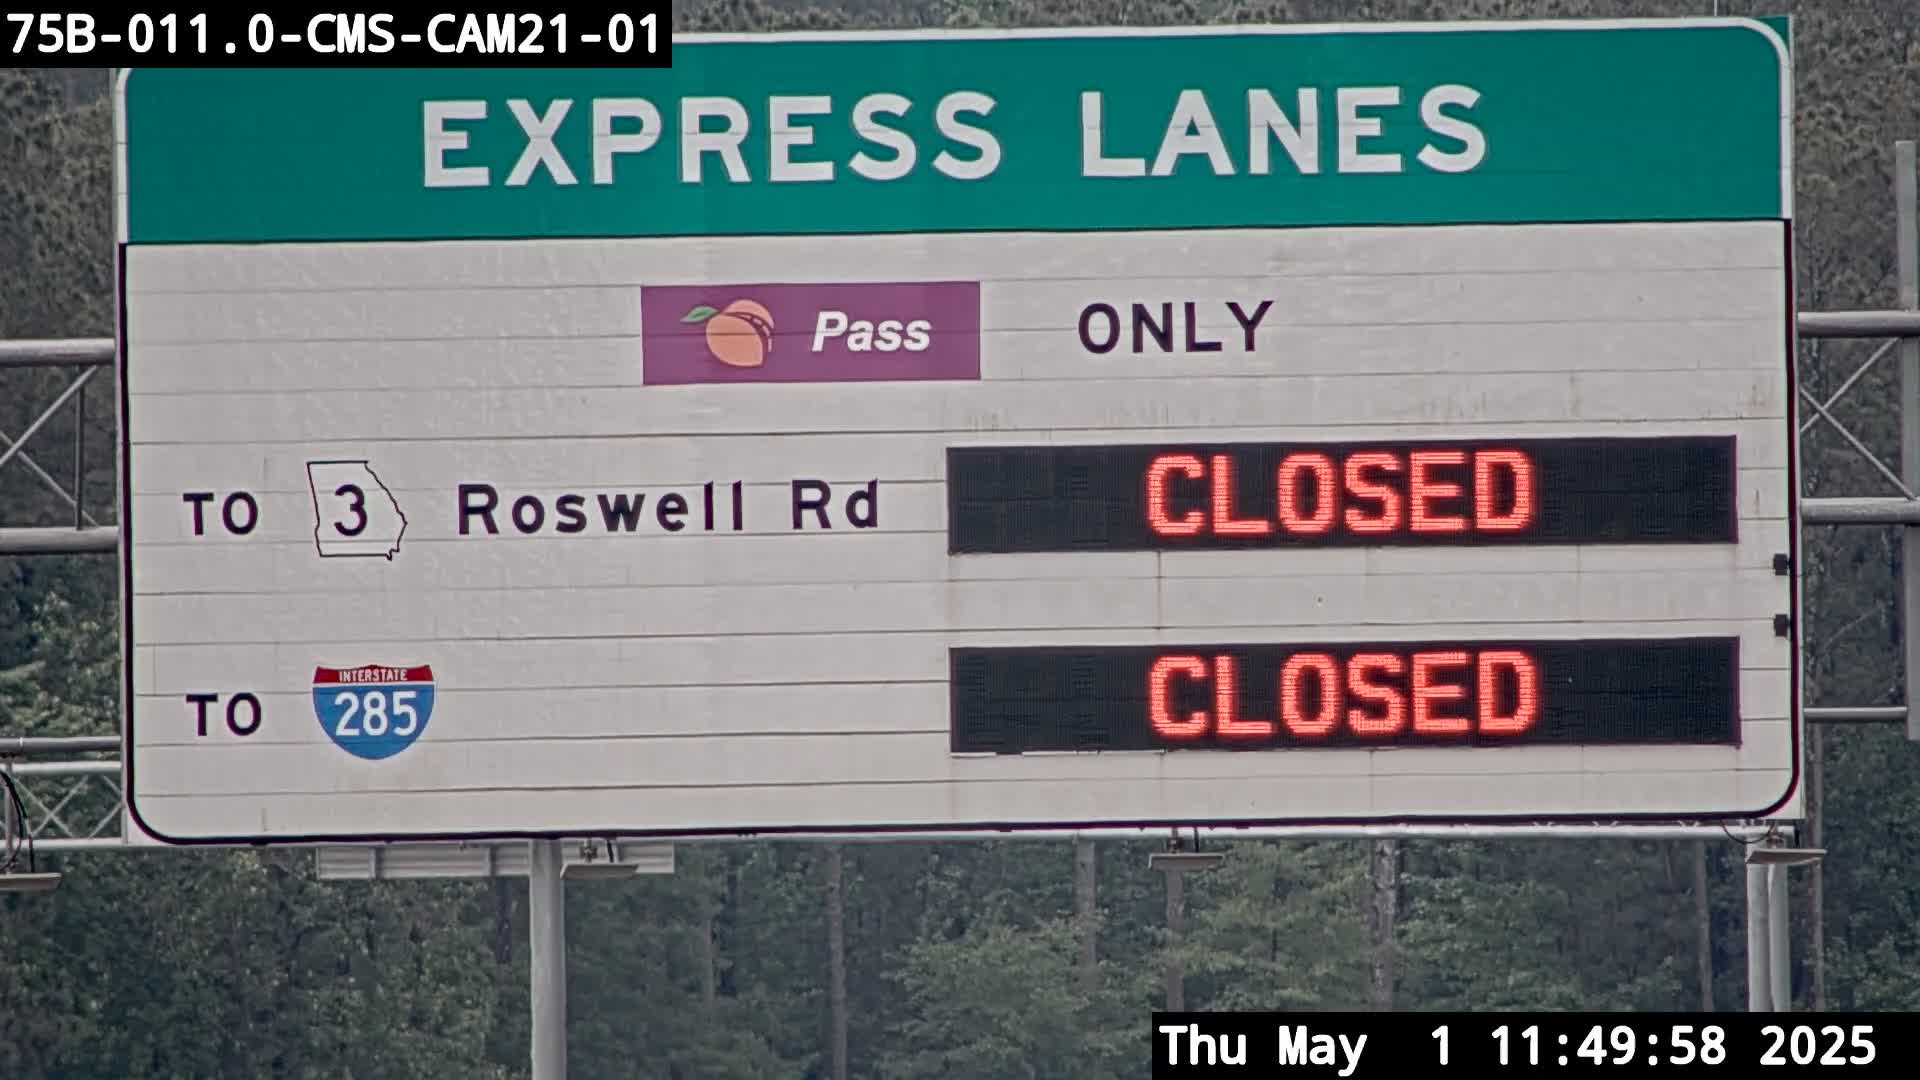 75B-011.0-CMS-CAM21-01
EXPRESS LANES
Pass ONLY
TO 3 Roswell Rd CLOSED
INTERSTATE
TO 285 CLOSED
Thu May 1 11:49:58 2025